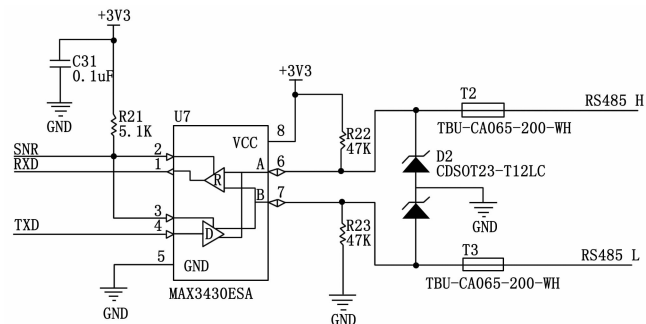 +3V3
C31
0.1uF
GND
R21
5.1K
SNR
RXD
TXD
U7
VCC
A
B
R
D
GND
2
1
3
4
5
8
6
7
MAX3430ESA
GND
+3V3
R22
47K
R23
47K
GND
T2
TBU-CA065-200-WH
RS485 H
D2
CDSOT23-T12LC
GND
T3
TBU-CA065-200-WH
RS485 L